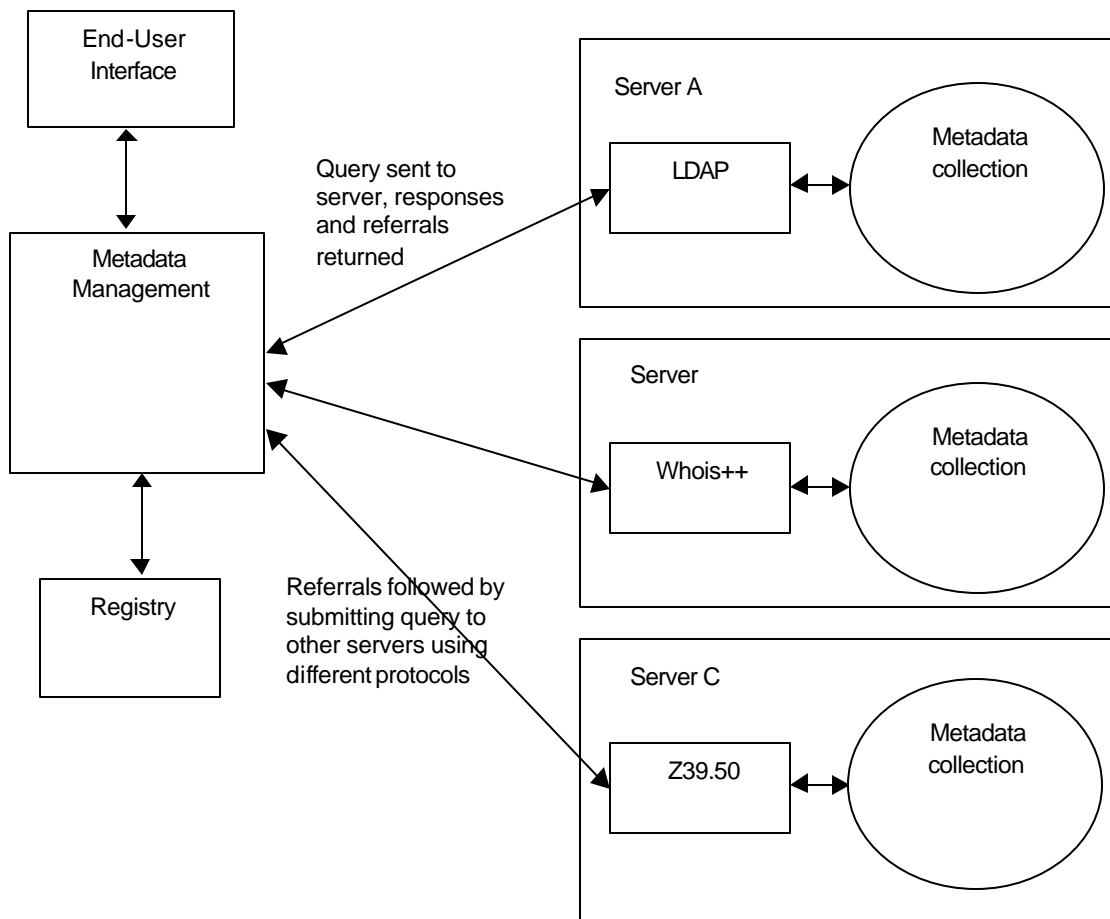 End-User
Interface
Metadata
Management
Registry
Query sent to
server, responses
and referrals
returned
Referrals followed by
submitting query to
other servers using
different protocols
Server A
LDAP
Metadata
collection
Server
Whois++
Metadata
collection
Server C
Z39.50
Metadata
collection